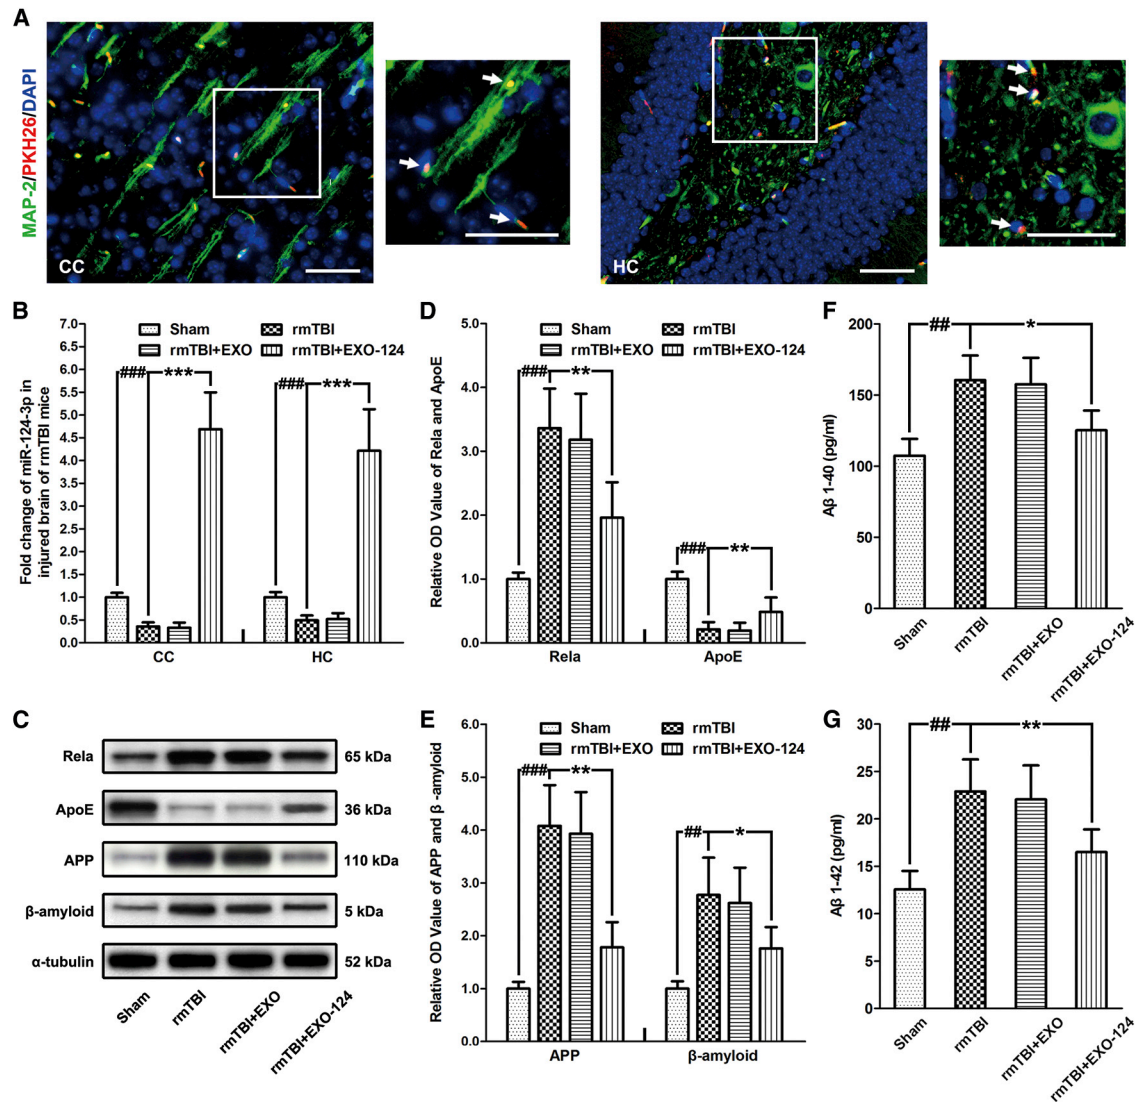 A
MAP-2/PKH26/DAPI
CC
HC
B
Fold change of miR-124-3p in
injured brain of rmTBI mice
7.0
6.5
6.0
5.5
5.0
4.5
4.0
3.5
3.0
2.5
2.0
1.5
1.0
0.5
0.0
Sham
rmTBI
rmTBI+EXO
rmTBI+EXO-124
###
***
###
***
CC
HC
D
Relative OD Value of Rela and ApoE
5.0
4.0
3.0
2.0
1.0
0.0
Sham
rmTBI
rmTBI+EXO
rmTBI+EXO-124
###
**
###
**
Rela
ApoE
F
Aβ 1-40 (pg/ml)
200
150
100
50
0
##
*
Sham
rmTBI
rmTBI+EXO
rmTBI+EXO-124
C
Rela
65 kDa
ApoE
36 kDa
APP
110 kDa
β-amyloid
5 kDa
α-tubulin
52 kDa
Sham
rmTBI
rmTBI+EXO
rmTBI+EXO-124
E
Relative OD Value of APP and β -amyloid
6.0
5.0
4.0
3.0
2.0
1.0
0.0
Sham
rmTBI
rmTBI+EXO
rmTBI+EXO-124
###
**
##
*
APP
β-amyloid
G
Aβ 1-42 (pg/ml)
30
25
20
15
10
5
0
##
**
Sham
rmTBI
rmTBI+EXO
rmTBI+EXO-124